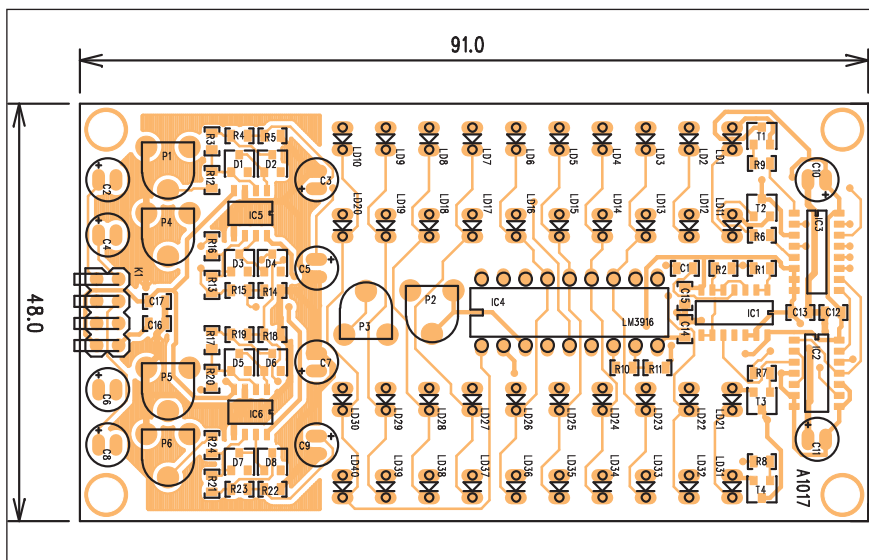 91.0
48.0
R3
R4
R5
LD10
LD9
LD8
LD7
LD6
LD5
LD4
LD3
LD2
LD1
T1
P1
D1
D2
R9
R12
C2
C3
C10
LD20
LD19
LD18
LD17
LD16
LD15
LD14
LD13
LD12
LD11
T2
P4
IC5
C4
R16
R6
IC3
D3
D4
C5
K1
R13
R15
R14
C1
R2
R1
C17
C16
P3
P2
IC4
LM3916
C15
C14
IC1
C13
C12
R17
R19
R18
IC2
D5
D6
C7
R10
R11
R7
P5
R20
C6
T3
LD30
LD29
LD28
LD27
LD26
LD25
LD24
LD23
LD22
LD21
IC6
C8
P6
R24
C9
C11
D7
D8
R8
LD40
LD39
LD38
LD37
LD36
LD35
LD34
LD33
LD32
LD31
T4
R21
R23
R22
A1017